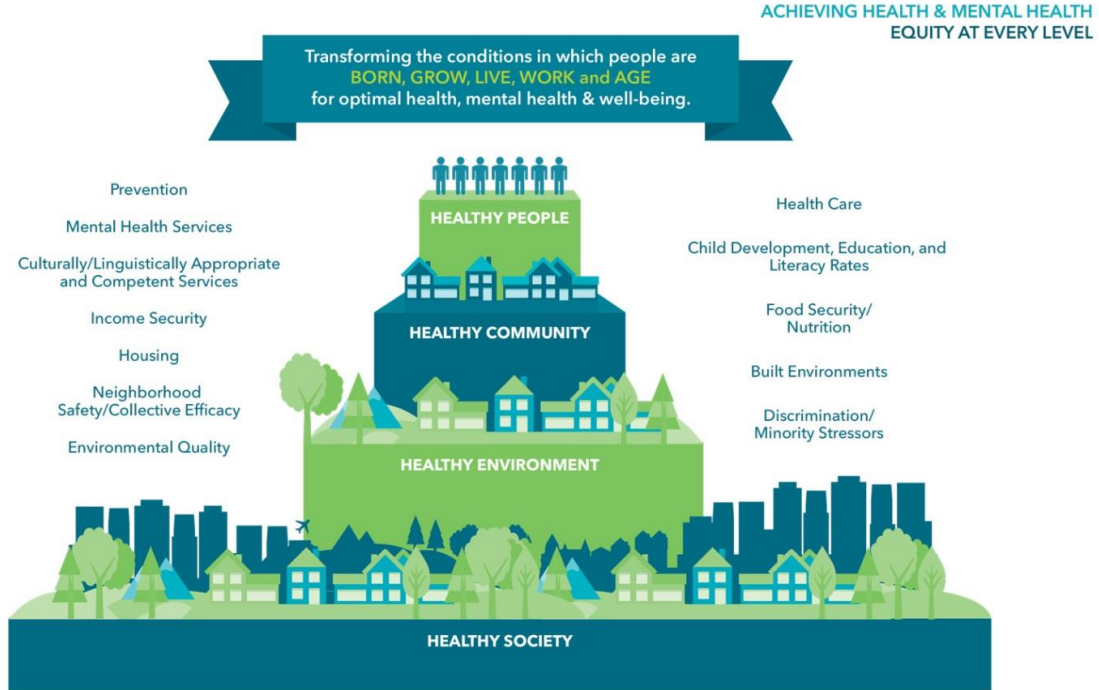 ACHIEVING HEALTH & MENTAL HEALTH
EQUITY AT EVERY LEVEL
Transforming the conditions in which people are
BORN, GROW, LIVE, WORK and AGE
for optimal health, mental health & well-being.
Prevention
Mental Health Services
Culturally/Linguistically Appropriate
and Competent Services
Income Security
Housing
Neighborhood
Safety/Collective Efficacy
Environmental Quality
HEALTHY PEOPLE
HEALTHY COMMUNITY
HEALTHY ENVIRONMENT
HEALTHY SOCIETY
Health Care
Child Development, Education, and
Literacy Rates
Food Security/
Nutrition
Built Environments
Discrimination/
Minority Stressors